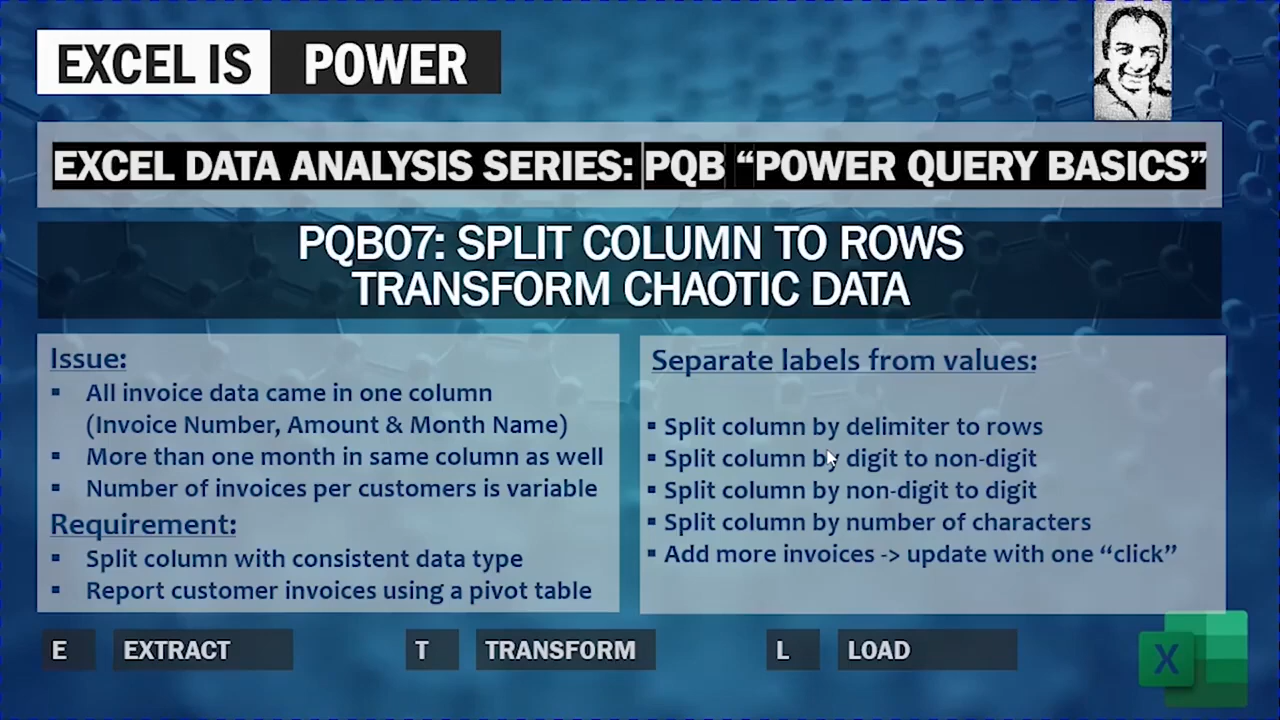 EXCEL IS POWER
EXCEL DATA ANALYSIS SERIES: PQB “POWER QUERY BASICS”
PQB07: SPLIT COLUMN TO ROWS
TRANSFORM CHAOTIC DATA
Issue:
▪ All invoice data came in one column
(Invoice Number, Amount & Month Name)
▪ More than one month in same column as well
▪ Number of invoices per customers is variable
Requirement:
▪ Split column with consistent data type
▪ Report customer invoices using a pivot table
Separate labels from values:
▪ Split column by delimiter to rows
▪ Split column by digit to non-digit
▪ Split column by non-digit to digit
▪ Split column by number of characters
▪ Add more invoices -> update with one “click”
E EXTRACT T TRANSFORM L LOAD
X